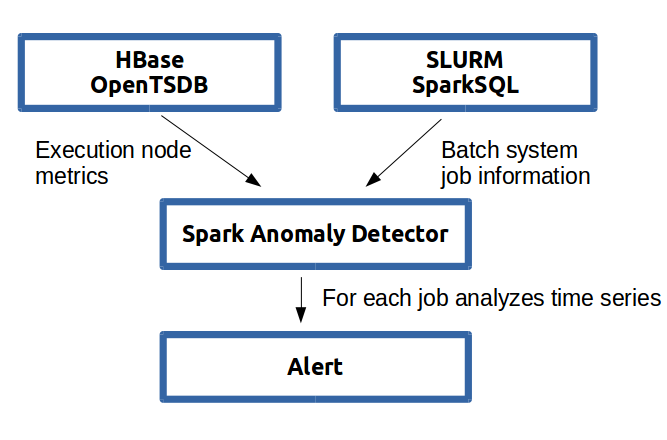 HBase
OpenTSDB
SLURM
SparkSQL
Execution node
metrics
Batch system
job information
Spark Anomaly Detector
For each job analyzes time series
Alert